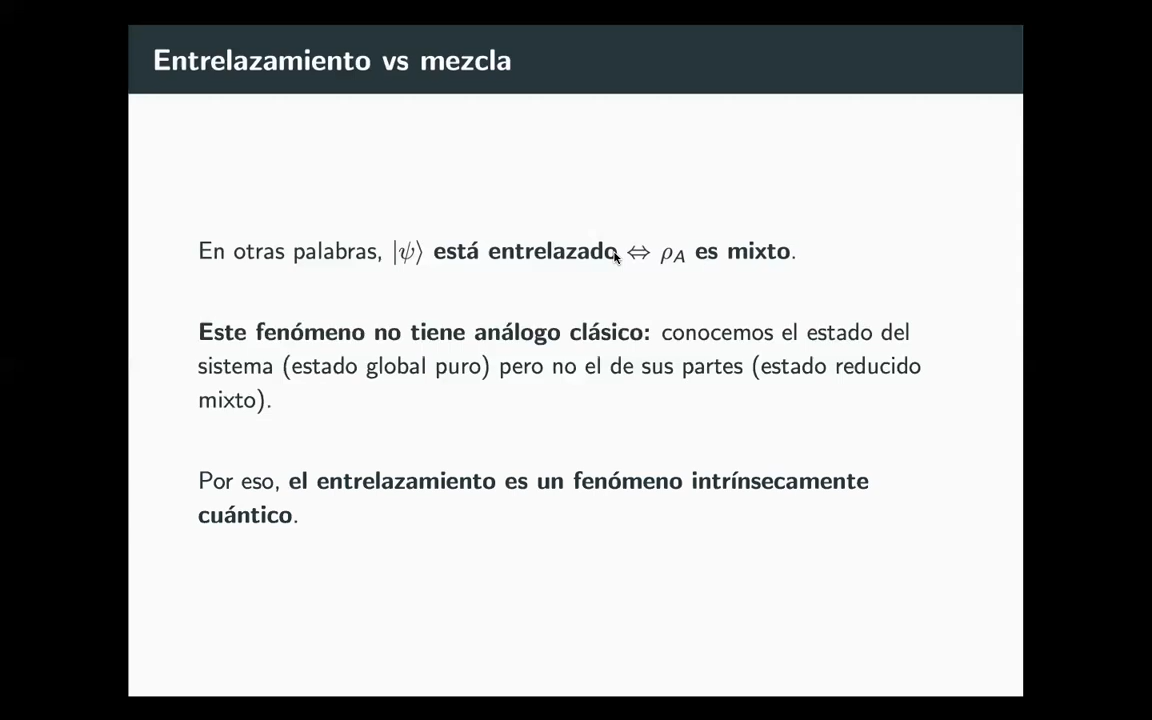 Entrelazamiento vs mezcla
En otras palabras, |ψ⟩ está entrelazado ⇔ ρ_A es mixto.
Este fenómeno no tiene análogo clásico: conocemos el estado del
sistema (estado global puro) pero no el de sus partes (estado reducido
mixto).
Por eso, el entrelazamiento es un fenómeno intrínsecamente
cuántico.